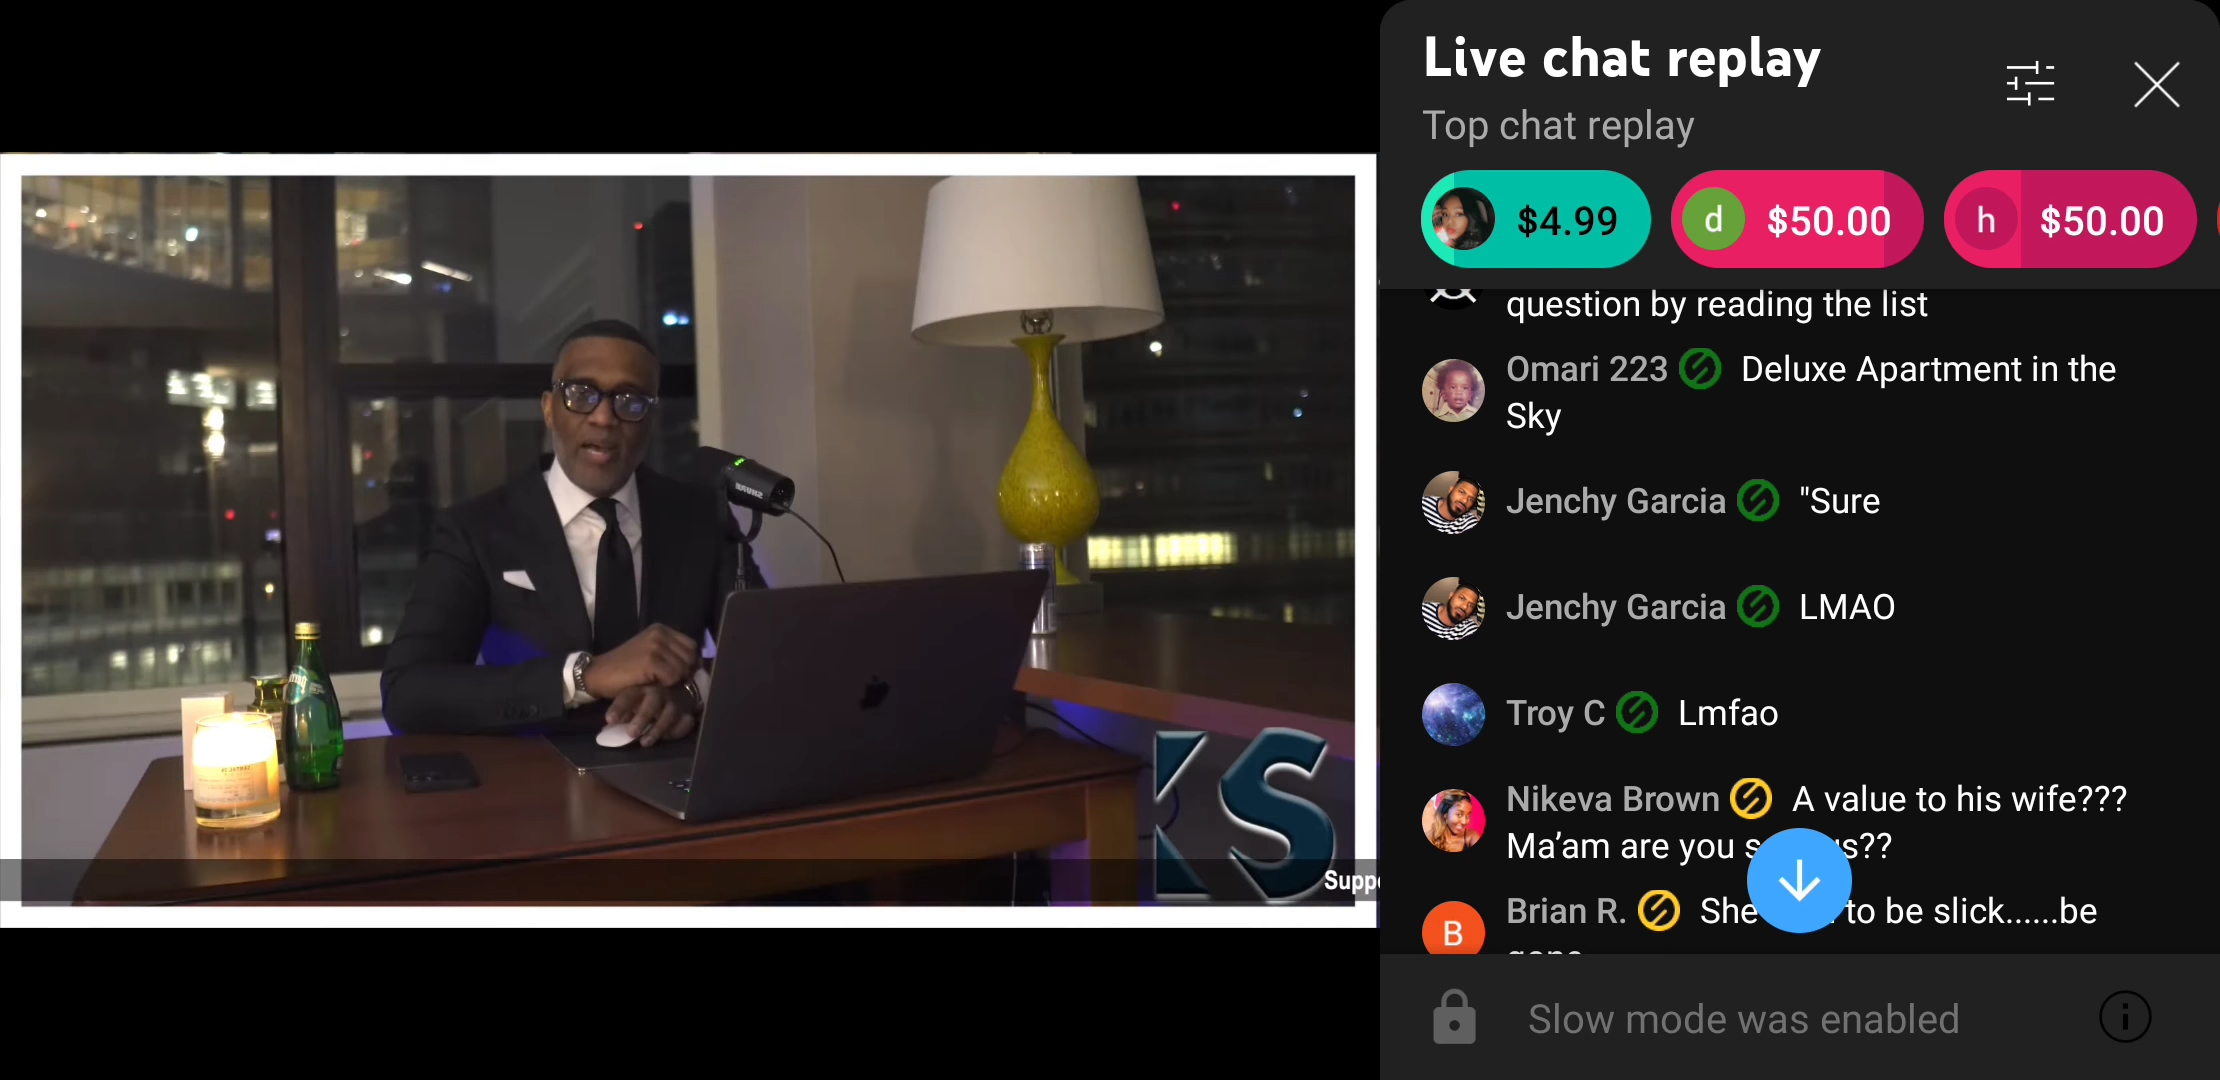 Live chat replay
Top chat replay
$4.99
d $50.00
h $50.00
question by reading the list
Omari 223 Deluxe Apartment in the
Sky
Jenchy Garcia "Sure
Jenchy Garcia LMAO
Troy C Lmfao
Nikeva Brown A value to his wife???
Ma’am are you
B Brian R. She to be slick......be
Slow mode was enabled
KS
Suppo